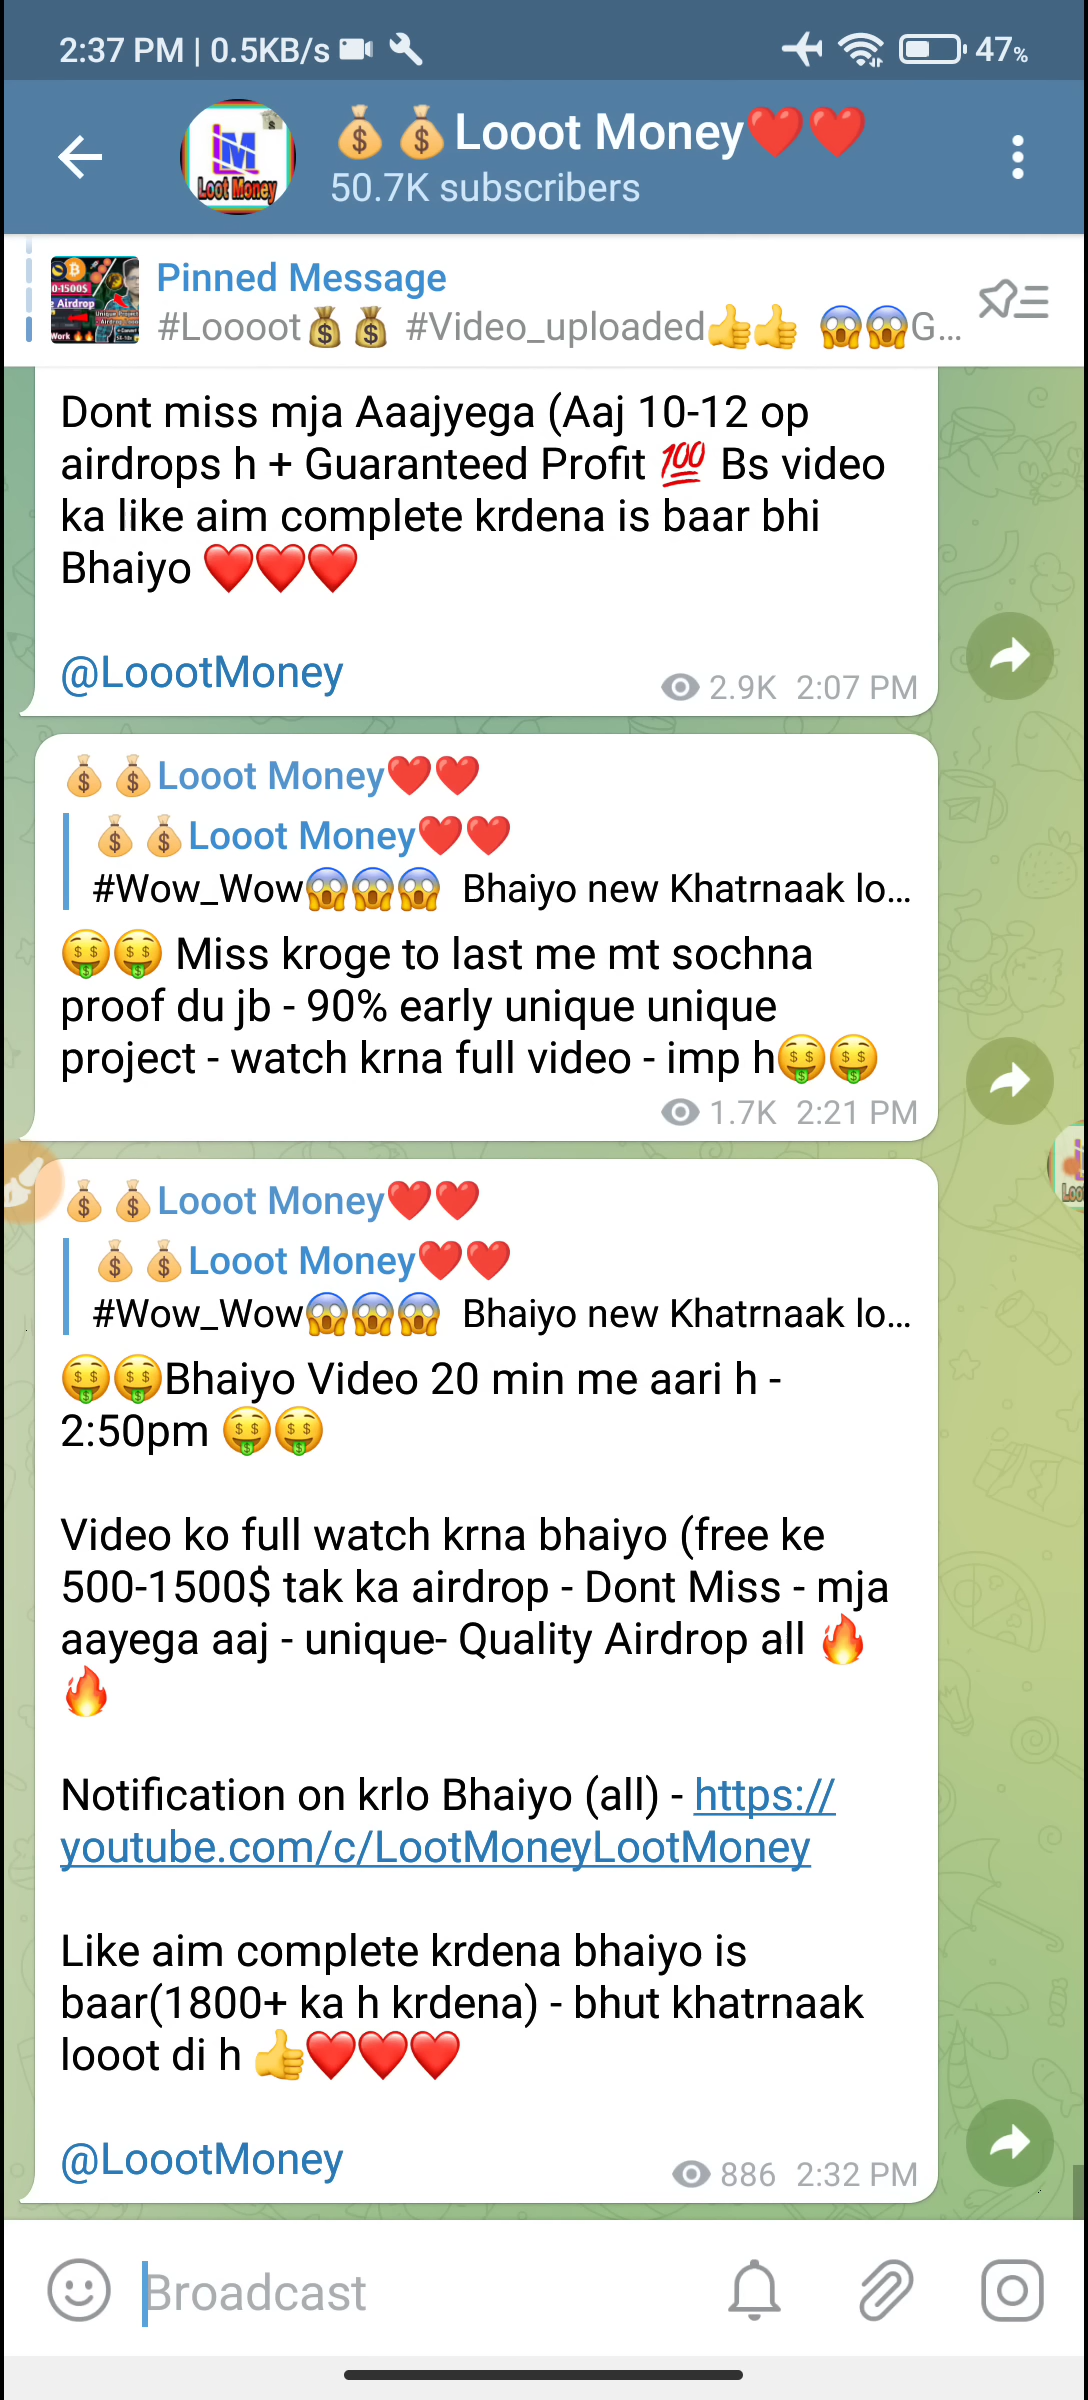 2:37 PM | 0.5KB/s
47%
Loot Money
💰💰Looot Money❤️❤️
50.7K subscribers
0-1500$
Airdrop
Pinned Message
#Loooot💰💰 #Video_uploaded👍👍 😱😱G...
Dont miss mja Aaajyega (Aaj 10-12 op
airdrops h + Guaranteed Profit 💯 Bs video
ka like aim complete krdena is baar bhi
Bhaiyo ❤️❤️❤️
@LoootMoney
2.9K 2:07 PM
💰💰Looot Money❤️❤️
💰💰Looot Money❤️❤️
#Wow_Wow😱😱😱 Bhaiyo new Khatrnaak lo...
🤑🤑 Miss kroge to last me mt sochna
proof du jb - 90% early unique unique
project - watch krna full video - imp h🤑🤑
1.7K 2:21 PM
💰💰Looot Money❤️❤️
💰💰Looot Money❤️❤️
#Wow_Wow😱😱😱 Bhaiyo new Khatrnaak lo...
🤑🤑Bhaiyo Video 20 min me aari h -
2:50pm 🤑🤑
Video ko full watch krna bhaiyo (free ke
500-1500$ tak ka airdrop - Dont Miss - mja
aayega aaj - unique- Quality Airdrop all 🔥
🔥
Notification on krlo Bhaiyo (all) - https://
youtube.com/c/LootMoneyLootMoney
Like aim complete krdena bhaiyo is
baar(1800+ ka h krdena) - bhut khatrnaak
looot di h 👍❤️❤️❤️
@LoootMoney
886 2:32 PM
Broadcast